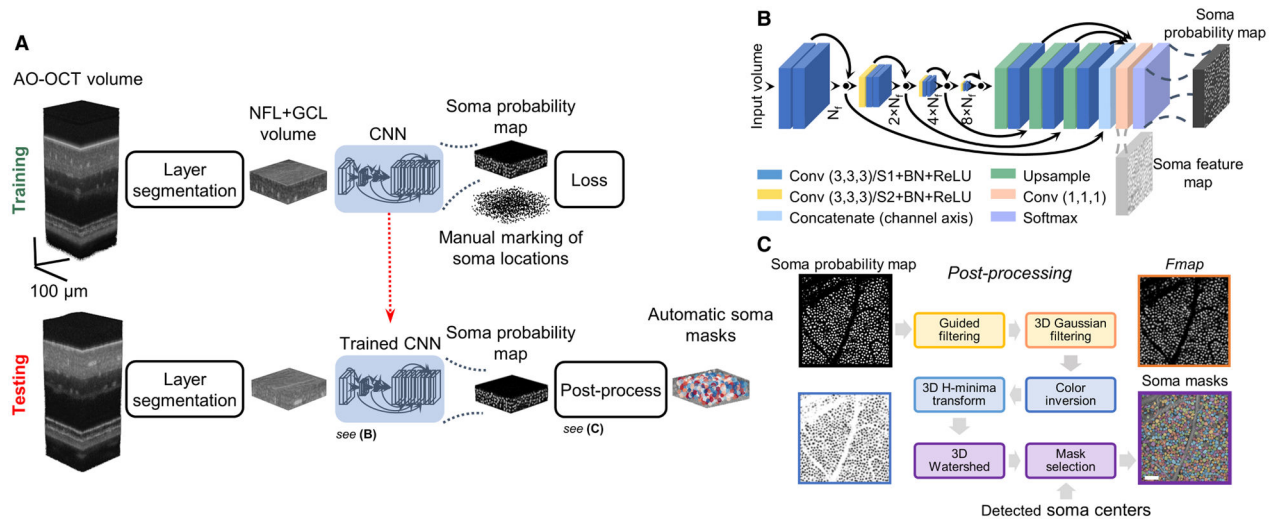 A
AO-OCT volume
Training
Layer
segmentation
NFL+GCL
volume
CNN
Soma probability
map
Loss
Manual marking of
soma locations
100 µm
Testing
Layer
segmentation
Trained CNN
see (B)
Soma probability
map
Post-process
see (C)
Automatic soma
masks
B
Input volume
Nf
2×Nf
4×Nf
8×Nf
Soma
probability map
Soma feature
map
Conv (3,3,3)/S1+BN+ReLU
Conv (3,3,3)/S2+BN+ReLU
Concatenate (channel axis)
Upsample
Conv (1,1,1)
Softmax
C
Soma probability map
Post-processing
Fmap
Guided
filtering
3D Gaussian
filtering
3D H-minima
transform
Color
inversion
Soma masks
3D
Watershed
Mask
selection
Detected soma centers